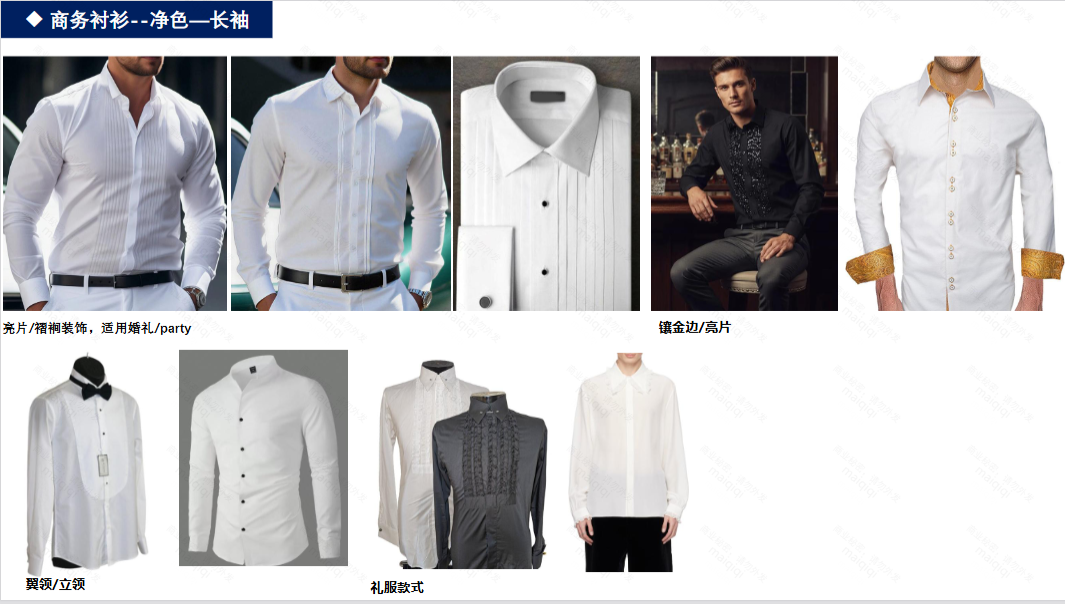 ◆ 商务衬衫--净色—长袖
亮片/褶裥装饰，适用婚礼/party
镶金边/亮片
翼领/立领
礼服款式